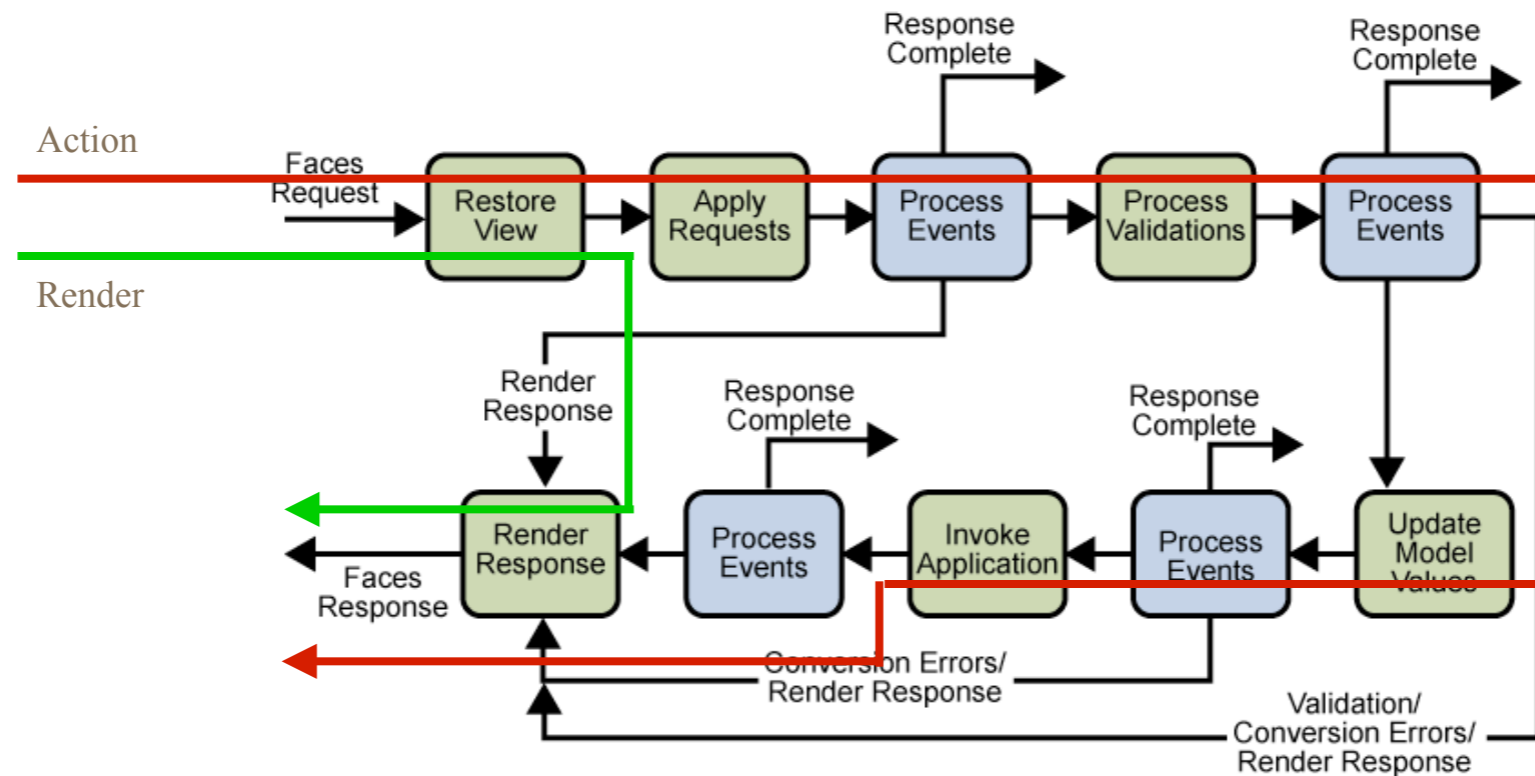 Response
Complete
Response
Complete
Action
Faces
Request
Restore
View
Apply
Requests
Process
Events
Process
Validations
Process
Events
Render
Render
Response
Response
Complete
Response
Complete
Render
Response
Process
Events
Invoke
Application
Process
Events
Update
Model
Values
Faces
Response
Conversion Errors/
Render Response
Validation/
Conversion Errors/
Render Response